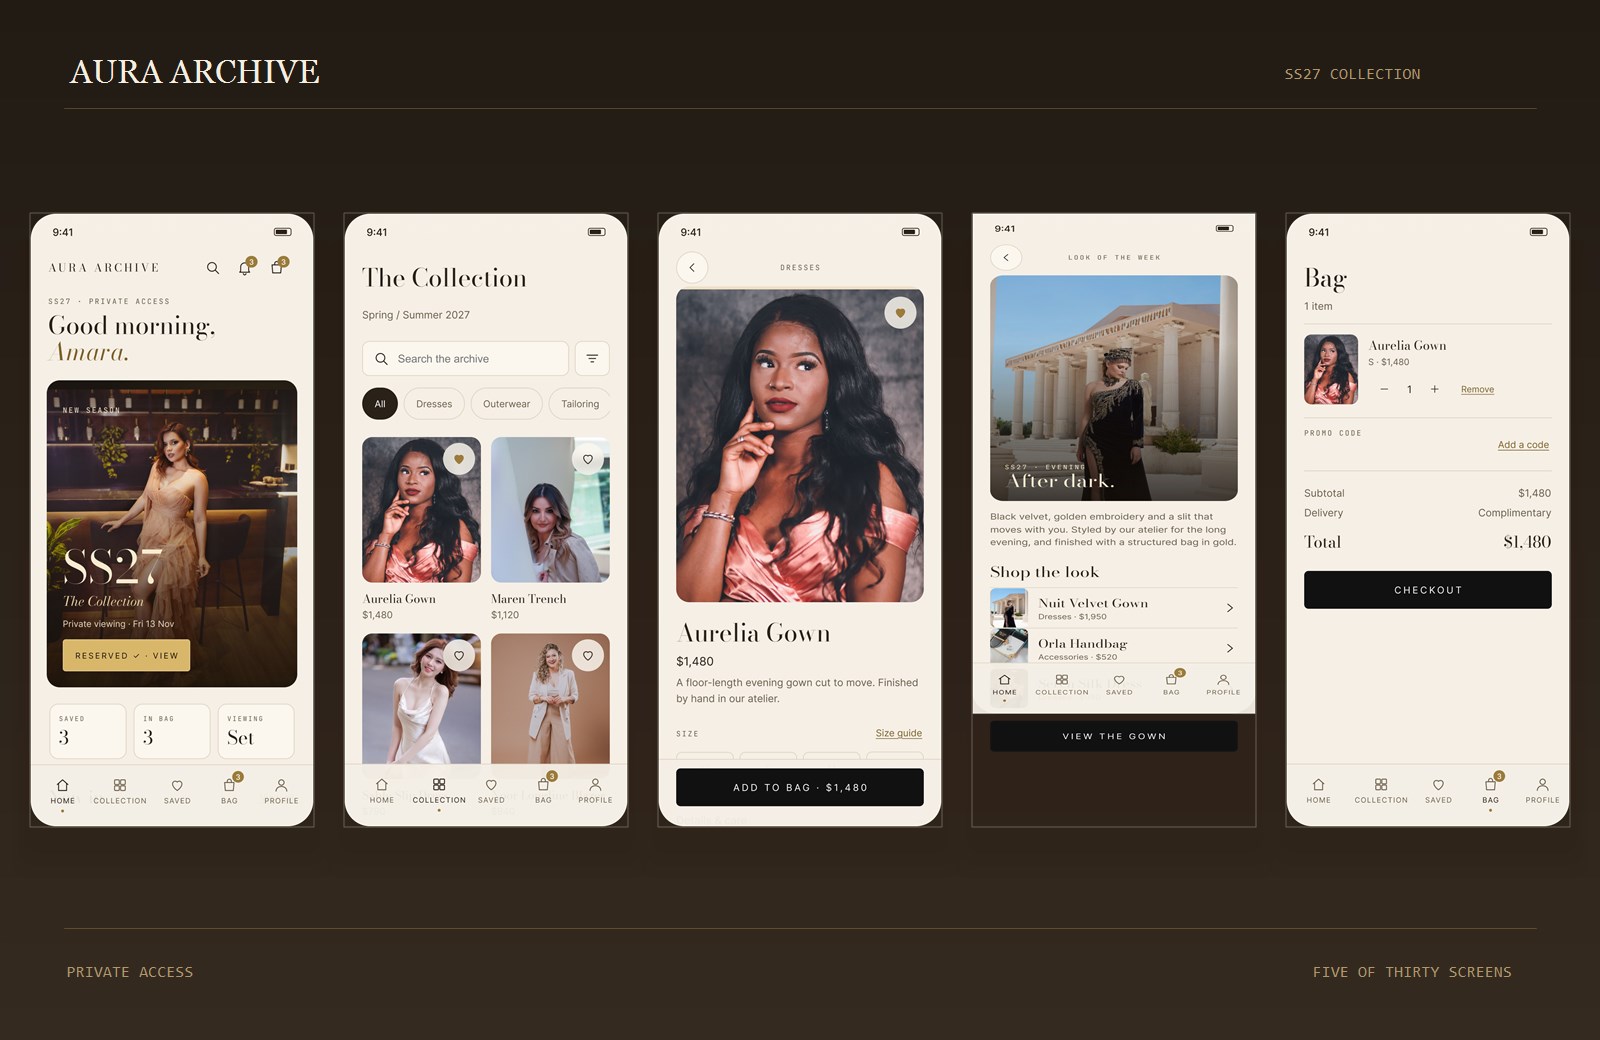 AURA ARCHIVE
SS27 COLLECTION
9:41
AURA ARCHIVE
3
3
SS27 · PRIVATE ACCESS
Good morning,
Amara.
NEW SEASON
SS27
The Collection
Private viewing · Fri 13 Nov
RESERVED ✓ · VIEW
SAVED
3
IN BAG
3
VIEWING
Set
3
HOME
COLLECTION
SAVED
BAG
PROFILE
9:41
The Collection
Spring / Summer 2027
Search the archive
All
Dresses
Outerwear
Tailoring
Aurelia Gown
$1,480
Maren Trench
$1,120
3
HOME
COLLECTION
SAVED
BAG
PROFILE
9:41
DRESSES
Aurelia Gown
$1,480
A floor-length evening gown cut to move. Finished
by hand in our atelier.
SIZE
Size guide
ADD TO BAG · $1,480
9:41
LOOK OF THE WEEK
SS27 · EVENING
After dark.
Black velvet, golden embroidery and a slit that
moves with you. Styled by our atelier for the long
evening, and finished with a structured bag in gold.
Shop the look
Nuit Velvet Gown
Dresses · $1,950
Orla Handbag
Accessories · $520
3
HOME
COLLECTION
SAVED
BAG
PROFILE
VIEW THE GOWN
9:41
Bag
1 item
Aurelia Gown
S · $1,480
− 1 +
Remove
PROMO CODE
Add a code
Subtotal
$1,480
Delivery
Complimentary
Total
$1,480
CHECKOUT
3
HOME
COLLECTION
SAVED
BAG
PROFILE
PRIVATE ACCESS
FIVE OF THIRTY SCREENS